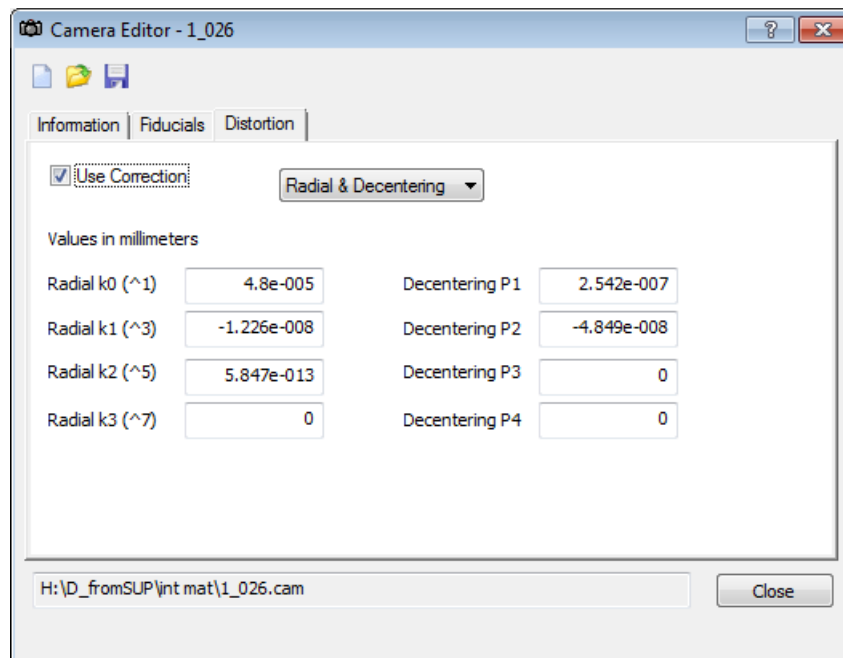 Camera Editor - 1_026
?
Information Fiducials Distortion
Use Correction Radial & Decentering
Values in millimeters
Radial k0 (^1) 4.8e-005 Decentering P1 2.542e-007
Radial k1 (^3) -1.226e-008 Decentering P2 -4.849e-008
Radial k2 (^5) 5.847e-013 Decentering P3 0
Radial k3 (^7) 0 Decentering P4 0
H:\D_fromSUP\int mat\1_026.cam Close